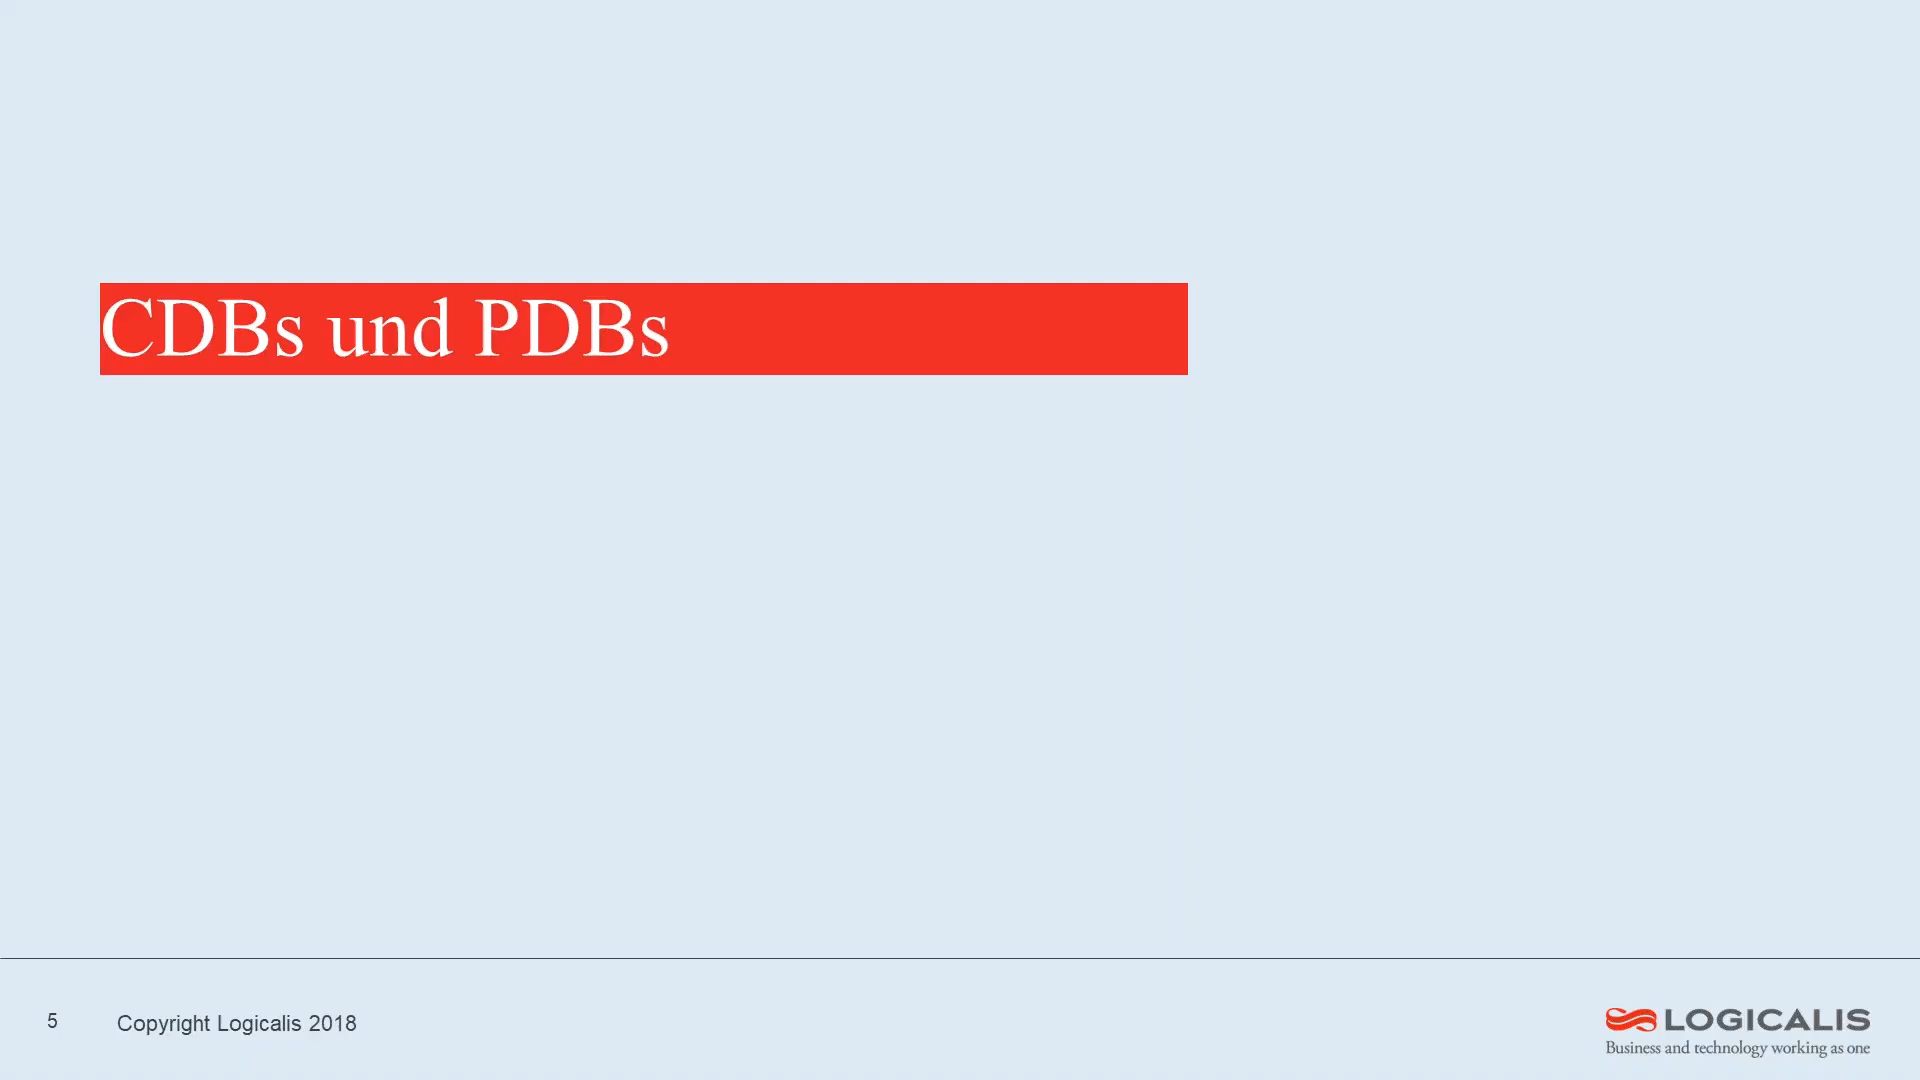 CDBs und PDBs
5
Copyright Logicalis 2018
LOGICALIS
Business and technology working as one